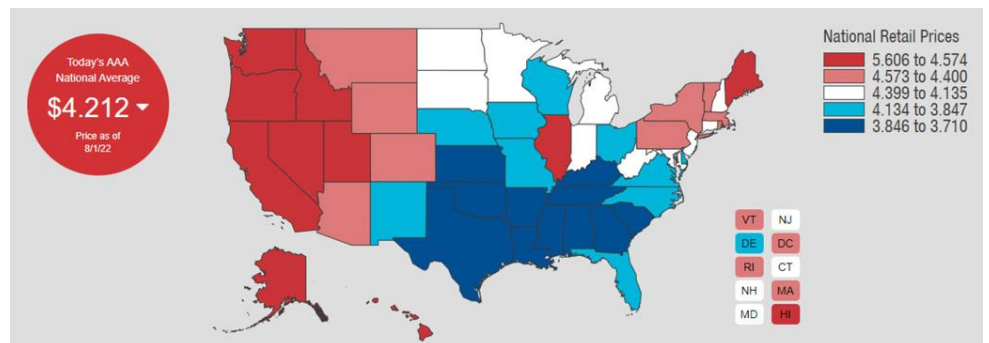 Today's AAA
National Average
$4.212
Price as of
8/1/22
National Retail Prices
5.606 to 4.574
4.573 to 4.400
4.399 to 4.135
4.134 to 3.847
3.846 to 3.710
VT NJ
DE DC
RI CT
NH MA
MD HI